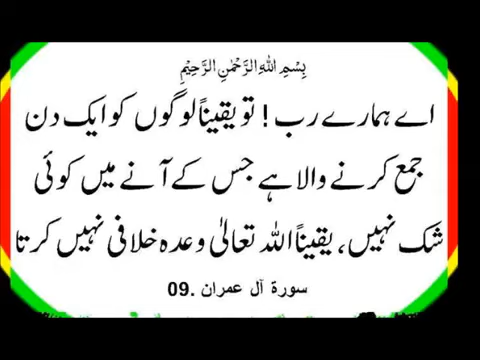 بِسْمِ اللّٰهِ الرَّحْمٰنِ الرَّحِيْمِ
اے ہمارے رب ! تو یقیناً لوگوں کو ایک دن
جمع کرنے والا ہے جس کے آنے میں کوئی
شک نہیں، یقیناً اللہ تعالیٰ وعدہ خلافی نہیں کرتا
سورة آل عمران .09